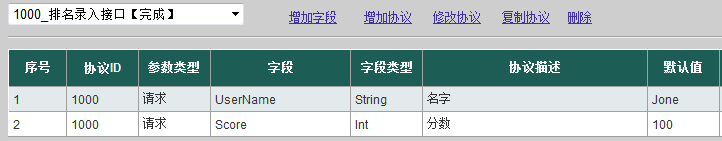 1000_排名录入接口【完成】 增加字段 增加协议 修改协议 复制协议 删除
序号 协议ID 参数类型 字段 字段类型 协议描述 默认值
1 1000 请求 UserName String 名字 Jone
2 1000 请求 Score Int 分数 100